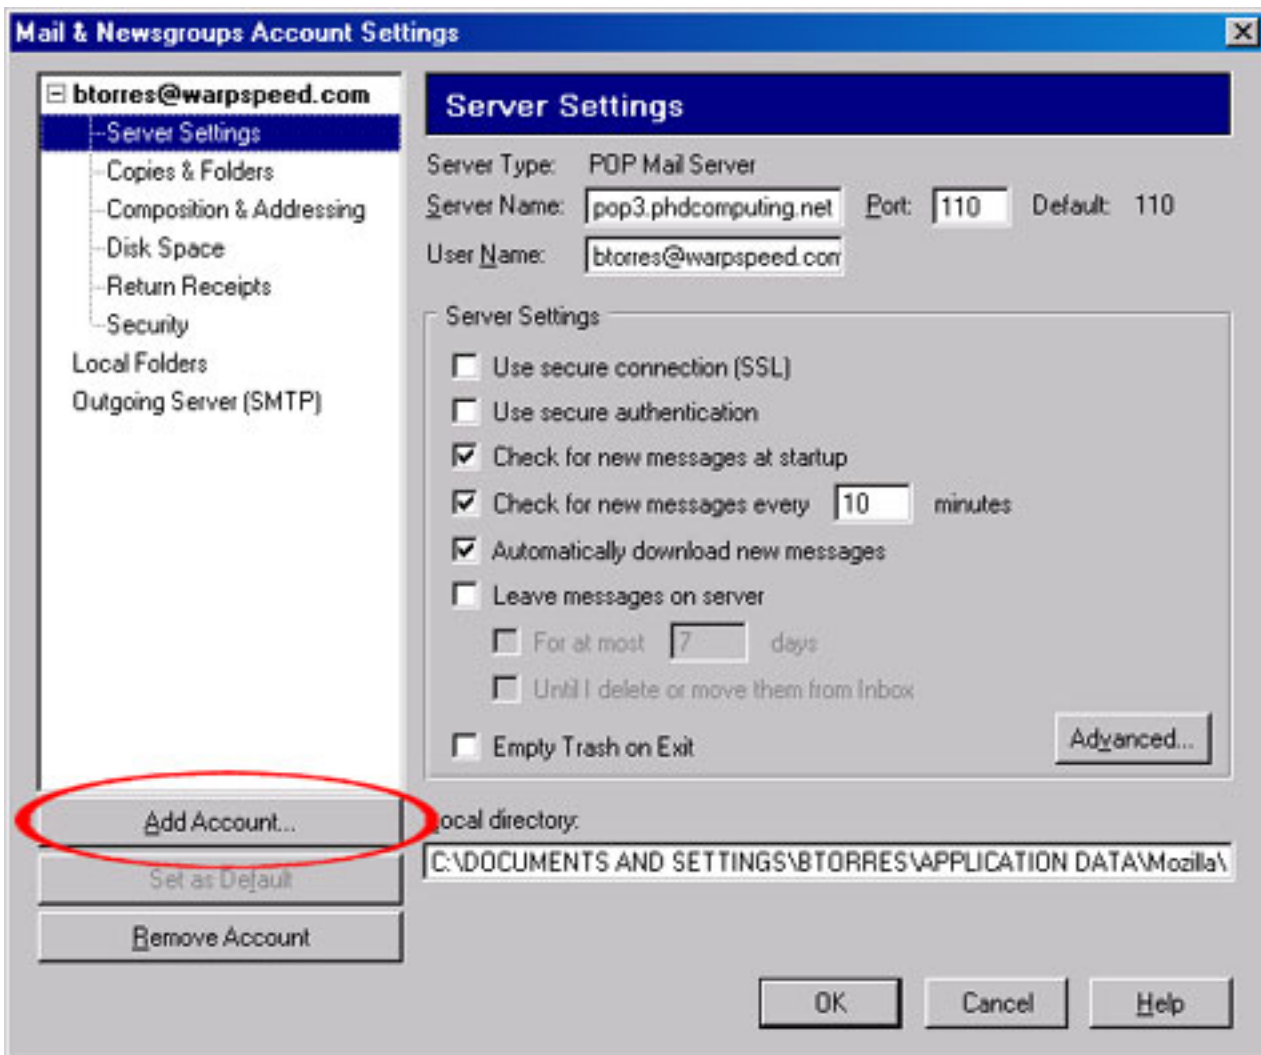 Mail & Newsgroups Account Settings
btorres@warpspeed.com
Server Settings
Copies & Folders
Composition & Addressing
Disk Space
Return Receipts
Security
Local Folders
Outgoing Server (SMTP)
Add Account...
Set as Default
Remove Account
Server Settings
Server Type: POP Mail Server
Server Name: pop3.phdcomputing.net Port: 110 Default: 110
User Name: btorres@warpspeed.com
Server Settings
Use secure connection (SSL)
Use secure authentication
Check for new messages at startup
Check for new messages every 10 minutes
Automatically download new messages
Leave messages on server
For at most 7 days
Until I delete or move them from Inbox
Empty Trash on Exit
Advanced...
Local directory:
C:\DOCUMENTS AND SETTINGS\BTORRES\APPLICATION DATA\Mozilla\
OK Cancel Help